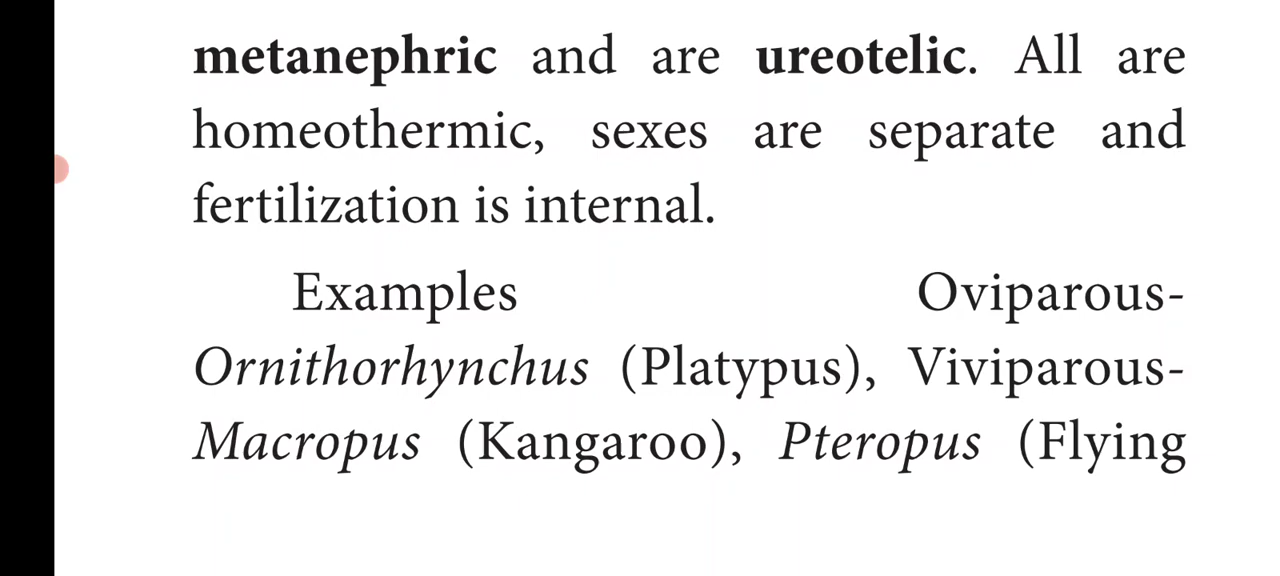 metanephric and are ureotelic. All are
homeothermic, sexes are separate and
fertilization is internal.
Examples Oviparous-
Ornithorhynchus (Platypus), Viviparous-
Macropus (Kangaroo), Pteropus (Flying